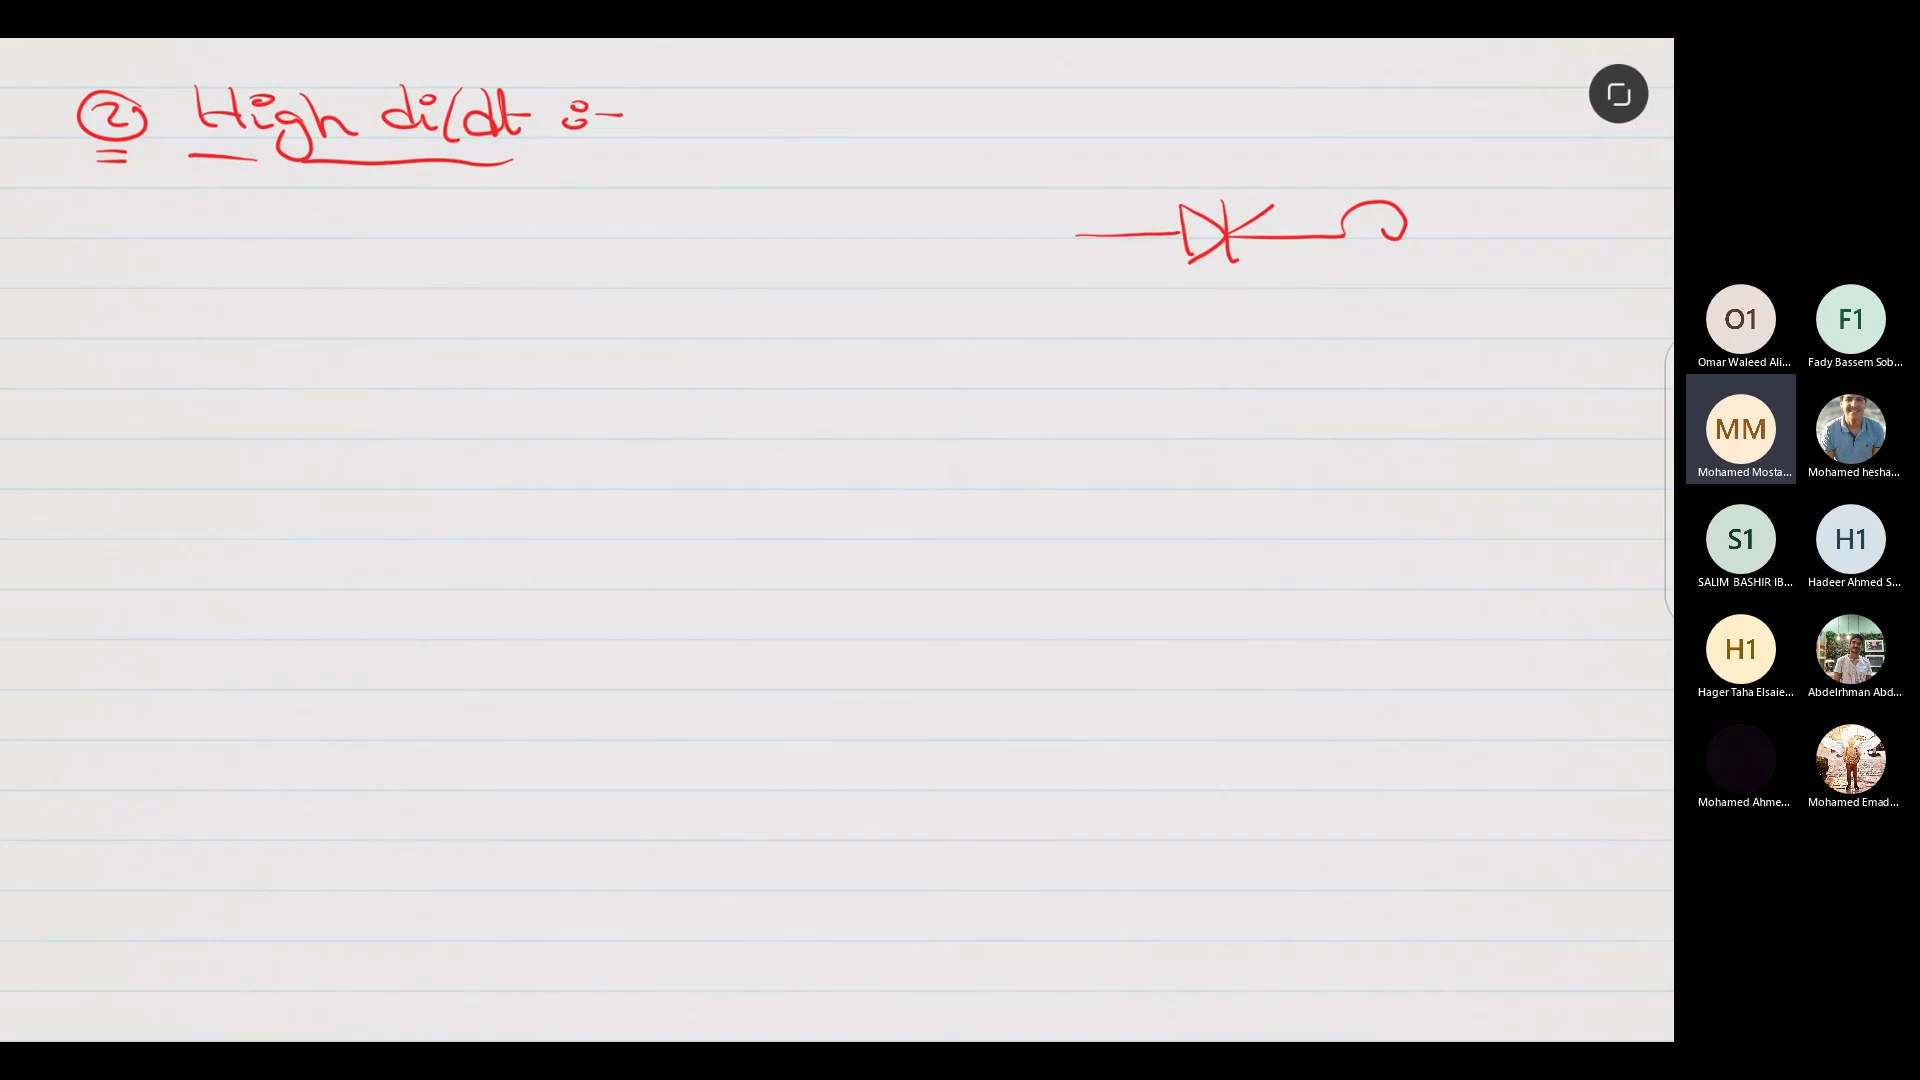 ② High di/dt :-
O1
F1
Omar Waleed Ali...
Fady Bassem Sob...
MM
Mohamed Mosta...
Mohamed hesha...
S1
H1
SALIM BASHIR IB...
Hadeer Ahmed S...
H1
Hager Taha Elsaie...
Abdelrhman Abd...
Mohamed Ahme...
Mohamed Emad...